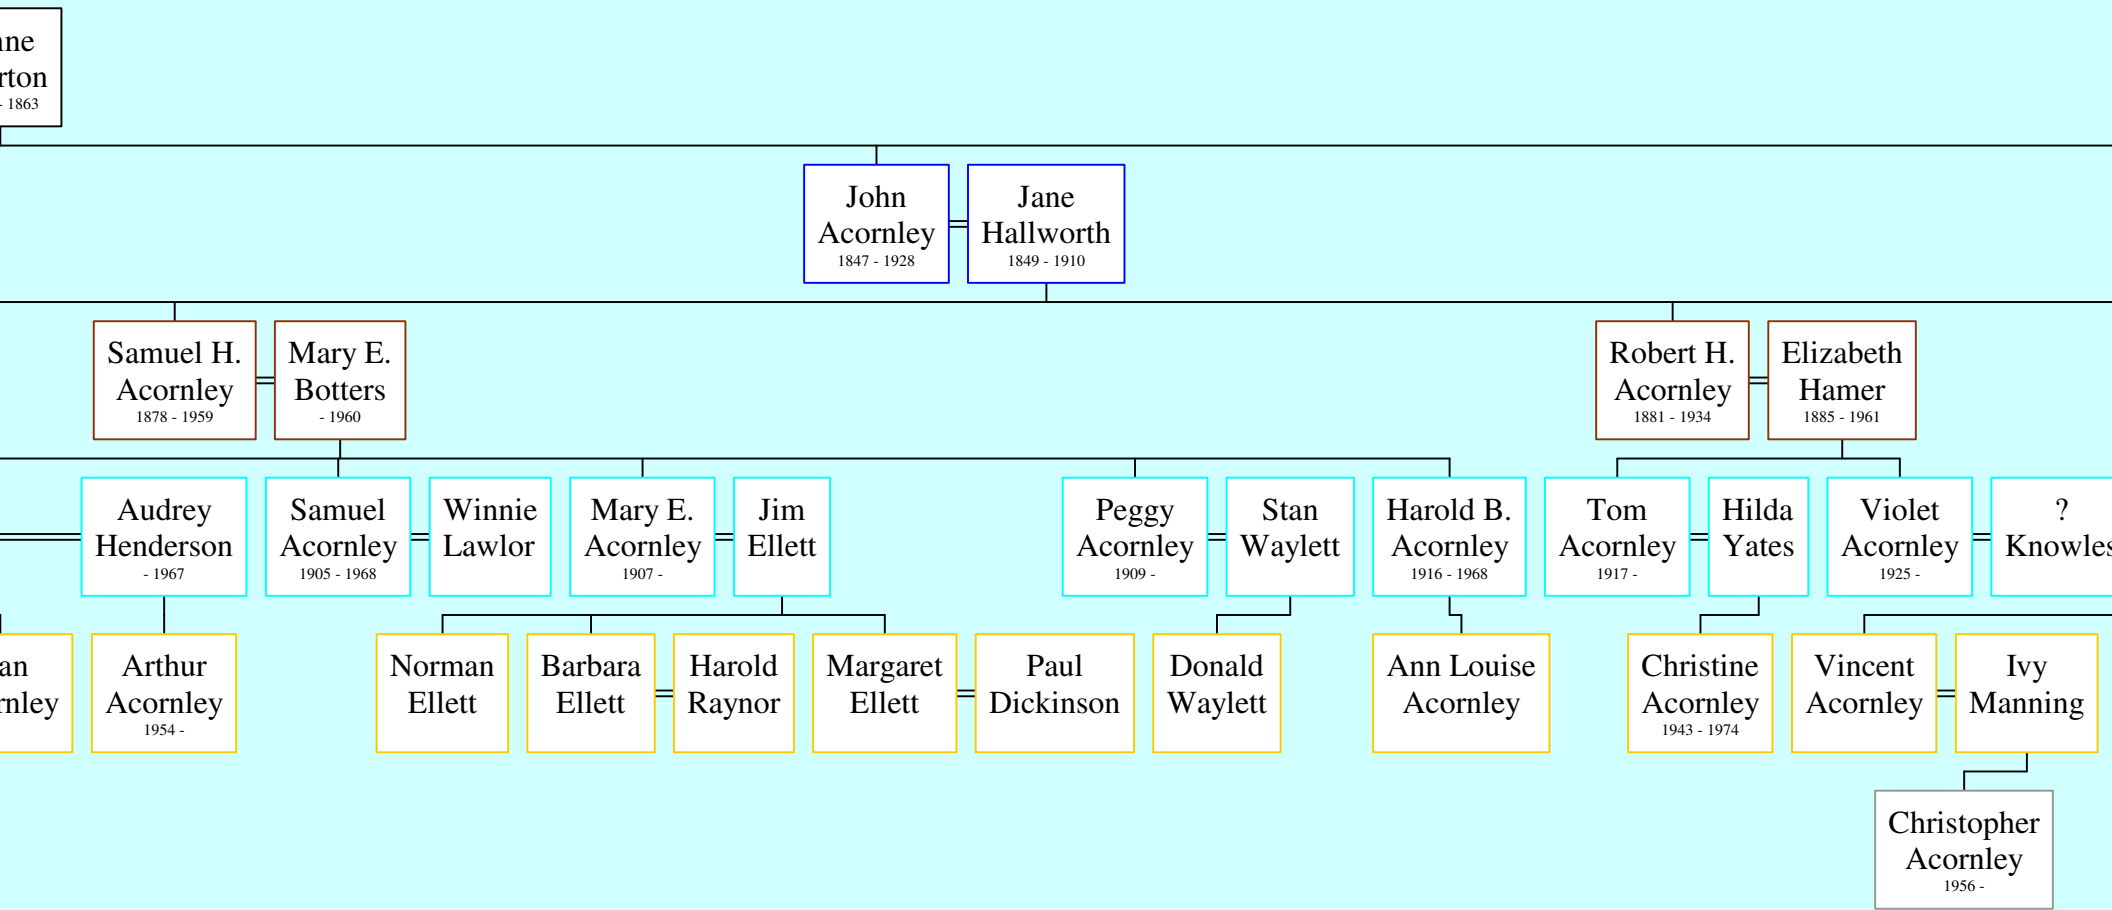 - 1863
John
Acornley
1847 - 1928
Jane
Hallworth
1849 - 1910
Samuel H.
Acornley
1878 - 1959
Mary E.
Botters
- 1960
Robert H.
Acornley
1881 - 1934
Elizabeth
Hamer
1885 - 1961
Audrey
Henderson
- 1967
Samuel
Acornley
1905 - 1968
Winnie
Lawlor
Mary E.
Acornley
1907 -
Jim
Ellett
Peggy
Acornley
1909 -
Stan
Waylett
Harold B.
Acornley
1916 - 1968
Tom
Acornley
1917 -
Hilda
Yates
Violet
Acornley
1925 -
?
Knowles
Arthur
Acornley
1954 -
Norman
Ellett
Barbara
Ellett
Harold
Raynor
Margaret
Ellett
Paul
Dickinson
Donald
Waylett
Ann Louise
Acornley
Christine
Acornley
1943 - 1974
Vincent
Acornley
Ivy
Manning
Christopher
Acornley
1956 -